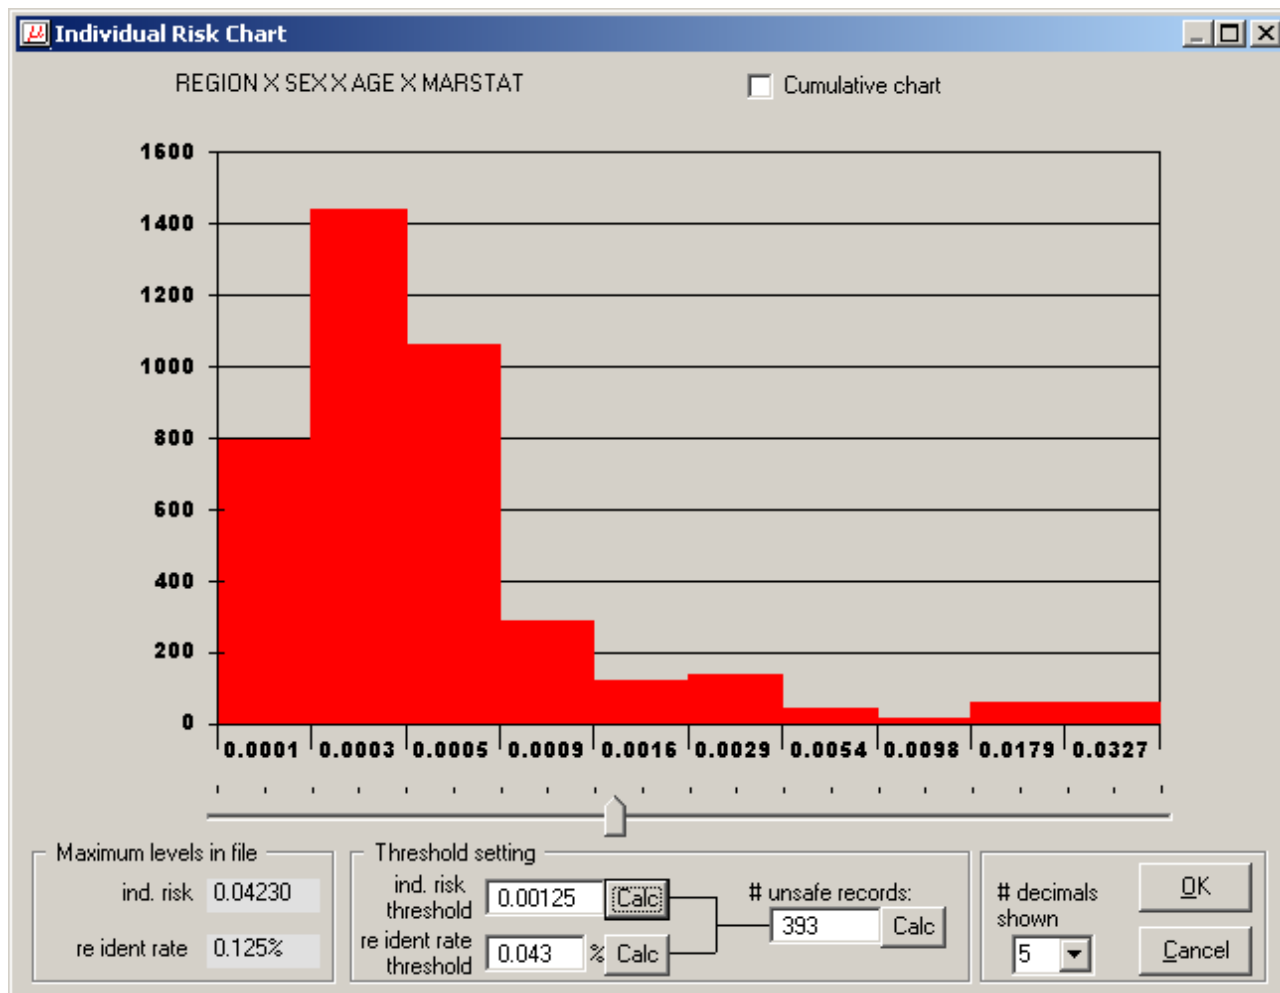 μ Individual Risk Chart
REGION X SEX X AGE X MARSTAT
Cumulative chart
1600
1400
1200
1000
800
600
400
200
0
0.0001 0.0003 0.0005 0.0009 0.0016 0.0029 0.0054 0.0098 0.0179 0.0327
Maximum levels in file
ind. risk 0.04230
re ident rate 0.125%
Threshold setting
ind. risk
threshold 0.00125 Calc
re ident rate
threshold 0.043 % Calc
# unsafe records:
393 Calc
# decimals
shown
5
OK
Cancel